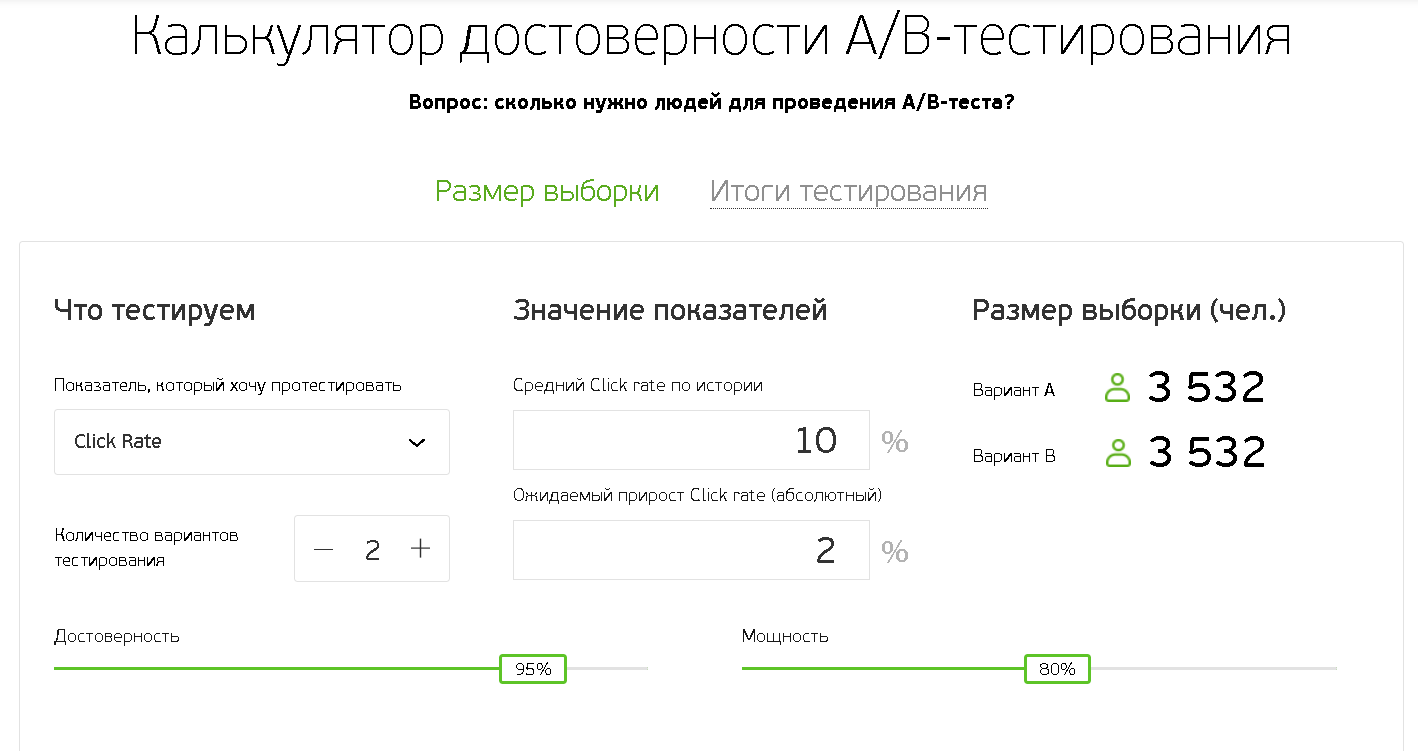 Калькулятор достоверности А/В-тестирования
Вопрос: сколько нужно людей для проведения А/В-теста?
Размер выборки
Итоги тестирования
Что тестируем
Показатель, который хочу протестировать
Click Rate
Количество вариантов
тестирования
— 2 +
Значение показателей
Средний Click rate по истории
10 %
Ожидаемый прирост Click rate (абсолютный)
2 %
Размер выборки (чел.)
Вариант А 3 532
Вариант В 3 532
Достоверность
95%
Мощность
80%